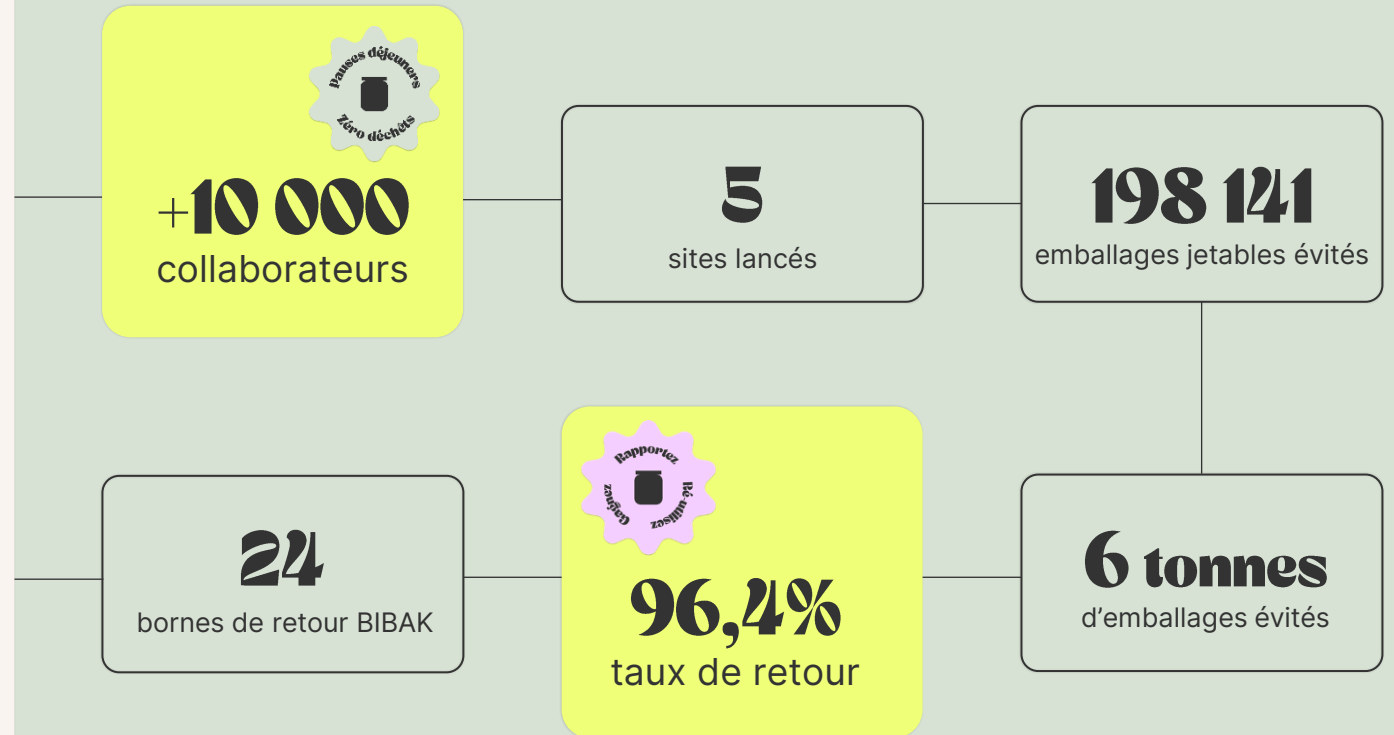 Pauses déjeuners
Zéro déchêts
+10 000
collaborateurs
5
sites lancés
198 141
emballages jetables évités
24
bornes de retour BIBAK
Rapportez
Ré-utilisez
Gagnez
96,4%
taux de retour
6 tonnes
d’emballages évités